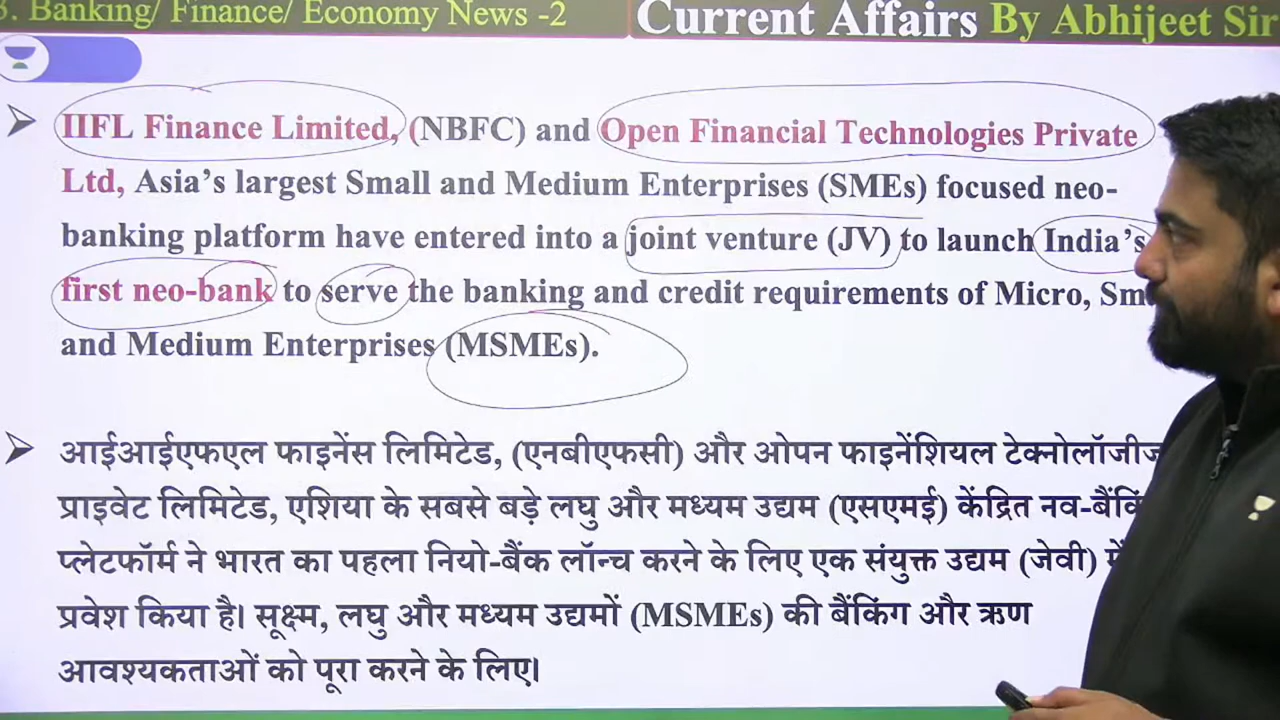 3. Banking/ Finance/ Economy News -2
Current Affairs By Abhijeet Sir
IIFL Finance Limited, (NBFC) and Open Financial Technologies Private
Ltd, Asia’s largest Small and Medium Enterprises (SMEs) focused neo-
banking platform have entered into a joint venture (JV) to launch India’s
first neo-bank to serve the banking and credit requirements of Micro,
and Medium Enterprises (MSMEs).
आईआईएफएल फाइनेंस लिमिटेड, (एनबीएफसी) और ओपन फाइनेंशियल टेक्नोलॉजीज
प्राइवेट लिमिटेड, एशिया के सबसे बड़े लघु और मध्यम उद्यम (एसएमई) केंद्रित
प्लेटफॉर्म ने भारत का पहला नियो-बैंक लॉन्च करने के लिए एक संयुक्त उद्यम (जेवी) में
प्रवेश किया है। सूक्ष्म, लघु और मध्यम उद्यमों (MSMEs) की बैंकिंग और ऋण
आवश्यकताओं को पूरा करने के लिए।